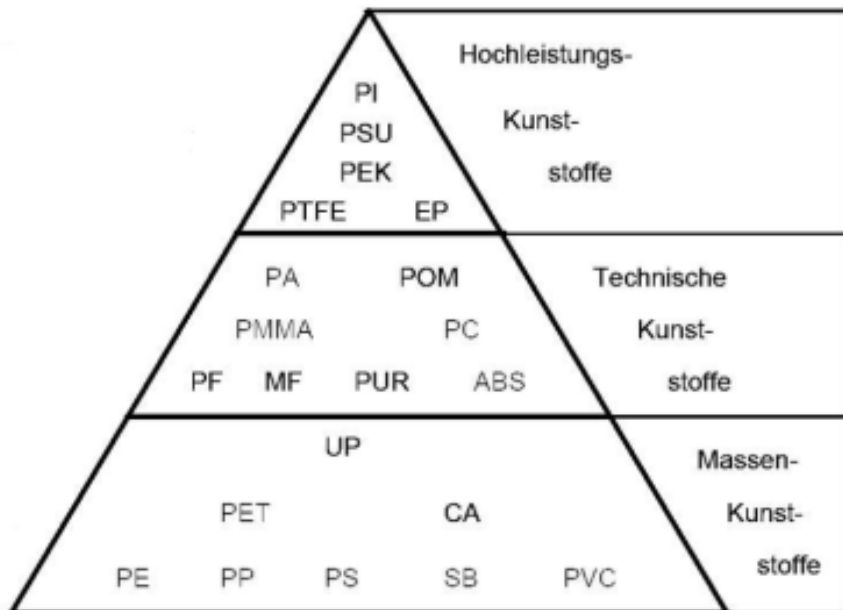 Hochleistungs-
Kunst-
stoffe
PI
PSU
PEK
PTFE EP
PA POM
PMMA PC
PF MF PUR ABS
Technische
Kunst-
stoffe
UP
PET CA
PE PP PS SB PVC
Massen-
Kunst-
stoffe